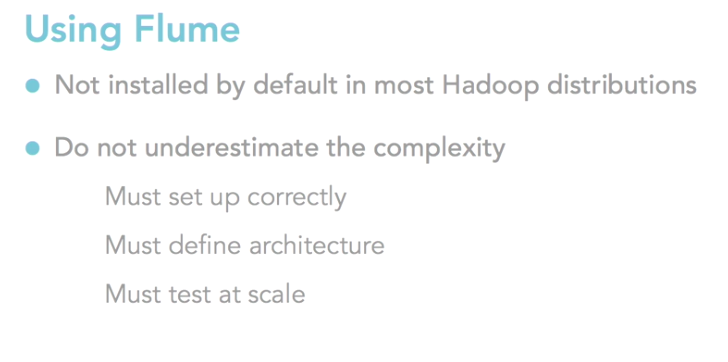 Using Flume
Not installed by default in most Hadoop distributions
Do not underestimate the complexity
Must set up correctly
Must define architecture
Must test at scale